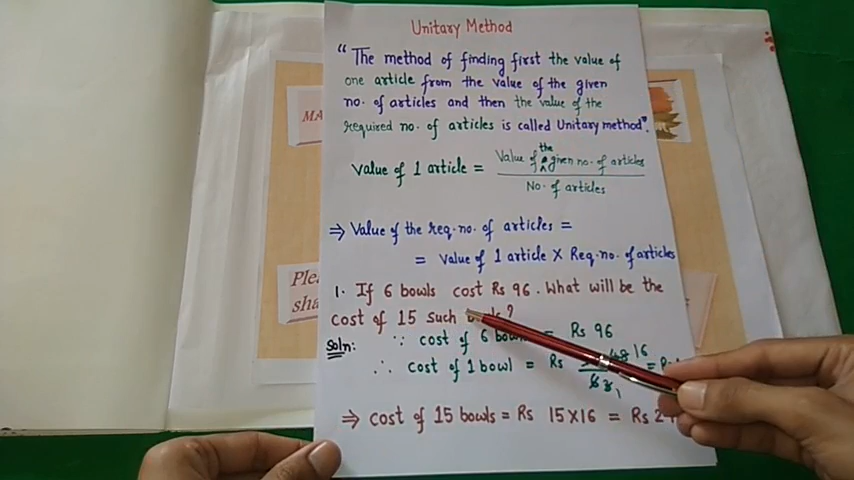 Unitary Method
"The method of finding first the value of
one article from the value of the given
no. of articles and then the value of the
required no. of articles is called Unitary method".
Value of 1 article = Value of the given no. of articles
No. of articles
⇒ Value of the req. no. of articles =
= value of 1 article X Req. no. of articles
1. If 6 bowls cost Rs 96. What will be the
cost of 15 such bowls?
Soln: ∵ cost of 6 = Rs 96
∴ cost of 1 bowl = Rs 48 16
⇒ cost of 15 bowls = Rs 15X16 = Rs
MA
Ple
sha